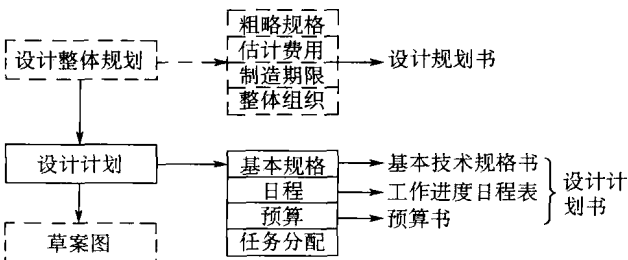 粗略规格
设计整体规划
估计费用
设计规划书
制造期限
整体组织
设计计划
基本规格
基本技术规格书
日程
工作进度日程表
设计计
划书
预算
预算书
草案图
任务分配